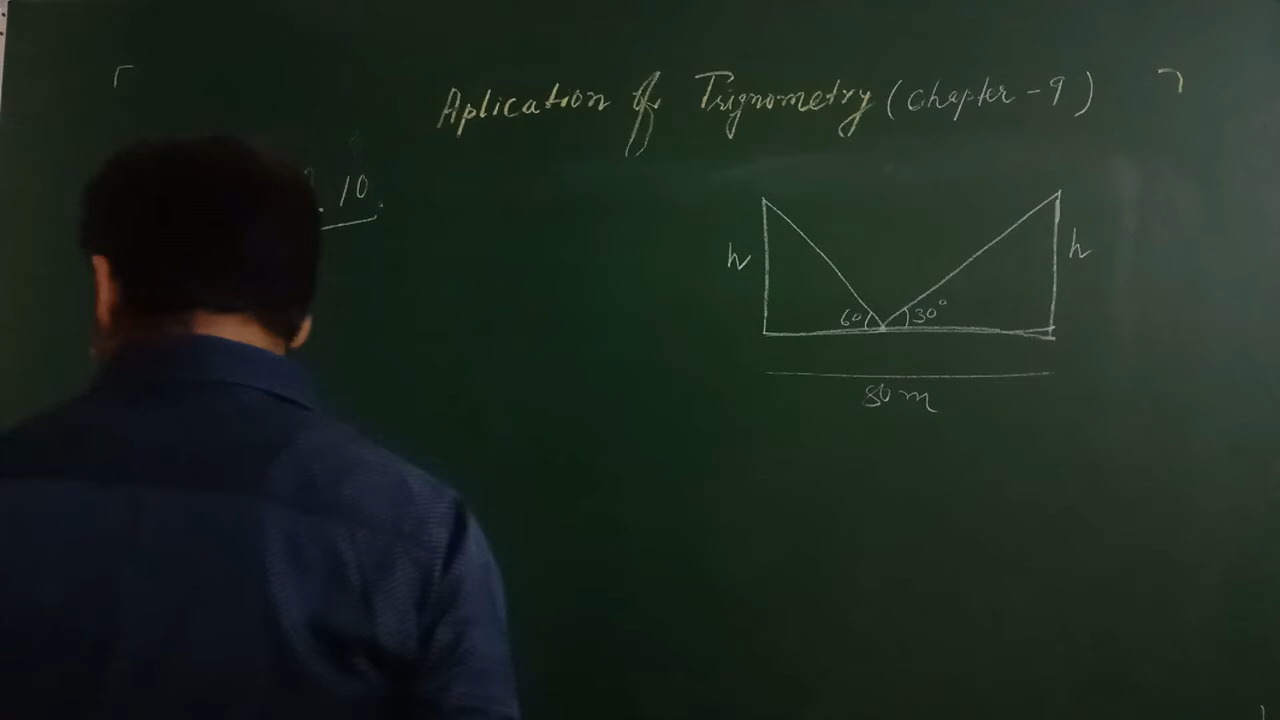 Aplication of Trignometry (Chapter-9)
10.
h
h
60
30°
80 m